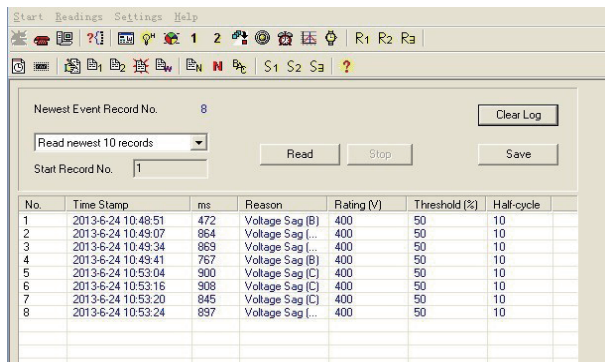 Start Readings Settings Help
?{} 1 2 R1 R2 R3
1 2 W N N S1 S2 S3 ?
Newest Event Record No. 8 Clear Log
Read newest 10 records Read Stop Save
Start Record No. 1
No. Time Stamp ms Reason Rating (V) Threshold (%) Half-cycle
1 2013-6-24 10:48:51 472 Voltage Sag (B) 400 50 10
2 2013-6-24 10:49:07 864 Voltage Sag (... 400 50 10
3 2013-6-24 10:49:34 869 Voltage Sag (... 400 50 10
4 2013-6-24 10:49:41 767 Voltage Sag (B) 400 50 10
5 2013-6-24 10:53:04 900 Voltage Sag (C) 400 50 10
6 2013-6-24 10:53:16 908 Voltage Sag (C) 400 50 10
7 2013-6-24 10:53:20 845 Voltage Sag (C) 400 50 10
8 2013-6-24 10:53:24 897 Voltage Sag (... 400 50 10